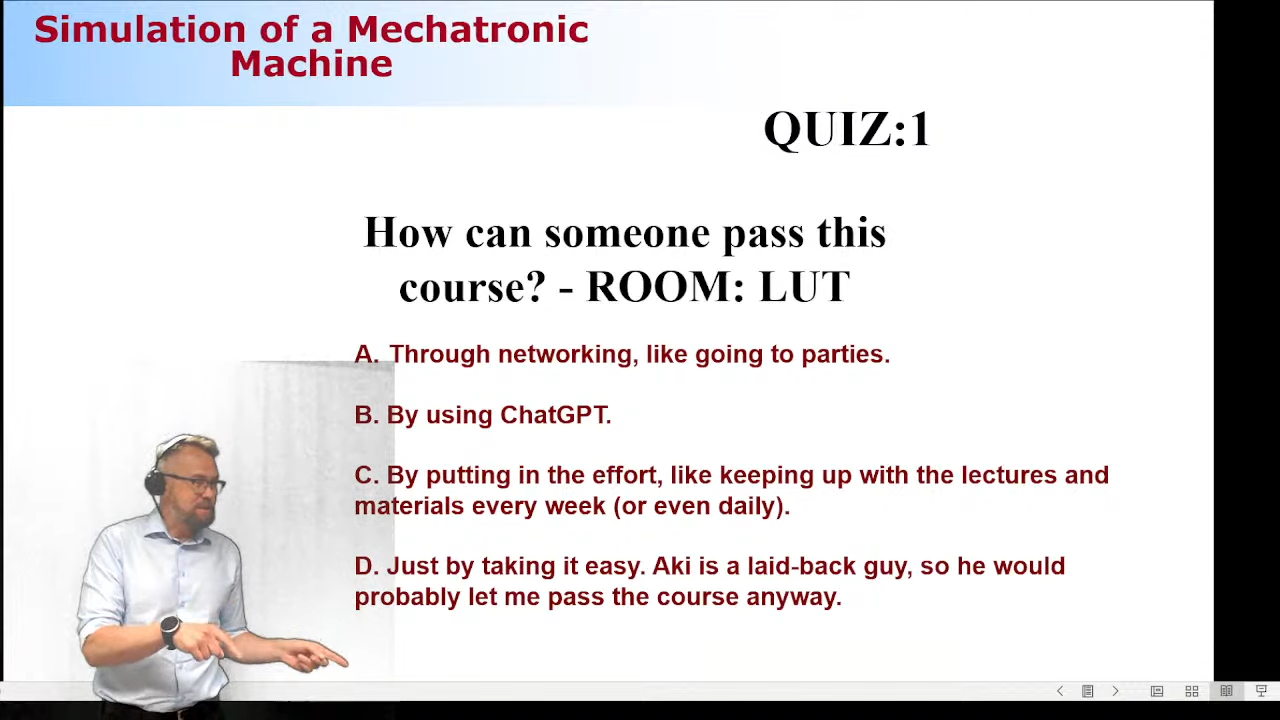 Simulation of a Mechatronic
Machine
QUIZ:1
How can someone pass this
course? - ROOM: LUT
A. Through networking, like going to parties.
B. By using ChatGPT.
C. By putting in the effort, like keeping up with the lectures and
materials every week (or even daily).
D. Just by taking it easy. Aki is a laid-back guy, so he would
probably let me pass the course anyway.